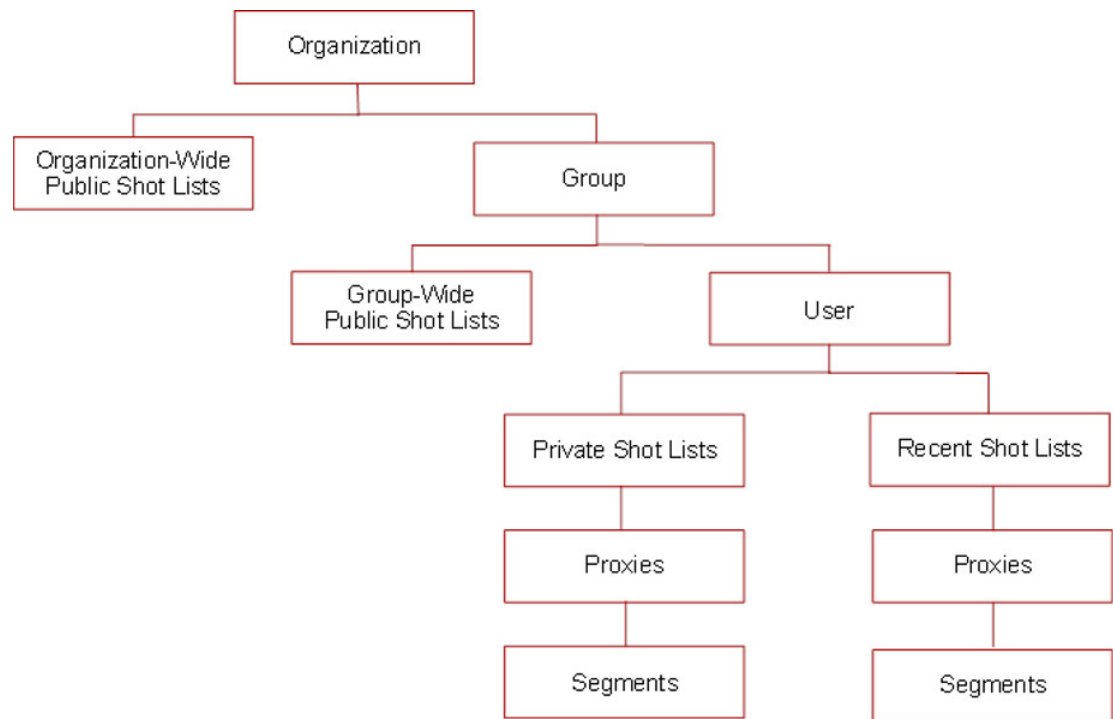 Organization
Organization-Wide
Public Shot Lists
Group
Group-Wide
Public Shot Lists
User
Private Shot Lists
Recent Shot Lists
Proxies
Proxies
Segments
Segments